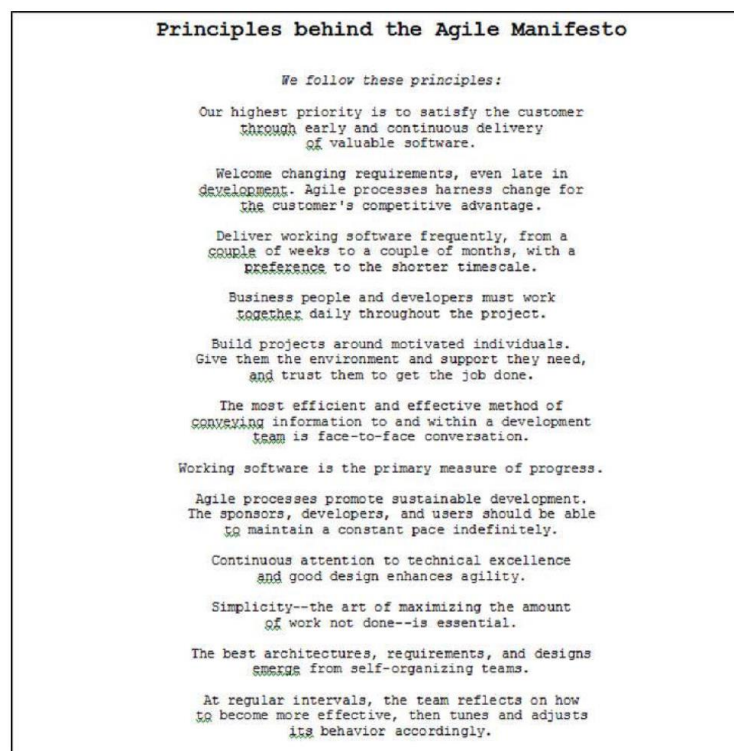 Principles behind the Agile Manifesto
We follow these principles:
Our highest priority is to satisfy the customer
through early and continuous delivery
of valuable software.
Welcome changing requirements, even late in
development. Agile processes harness change for
the customer's competitive advantage.
Deliver working software frequently, from a
couple of weeks to a couple of months, with a
preference to the shorter timescale.
Business people and developers must work
together daily throughout the project.
Build projects around motivated individuals.
Give them the environment and support they need,
and trust them to get the job done.
The most efficient and effective method of
conveying information to and within a development
team is face-to-face conversation.
Working software is the primary measure of progress.
Agile processes promote sustainable development.
The sponsors, developers, and users should be able
to maintain a constant pace indefinitely.
Continuous attention to technical excellence
and good design enhances agility.
Simplicity--the art of maximizing the amount
of work not done--is essential.
The best architectures, requirements, and designs
emerge from self-organizing teams.
At regular intervals, the team reflects on how
to become more effective, then tunes and adjusts
its behavior accordingly.